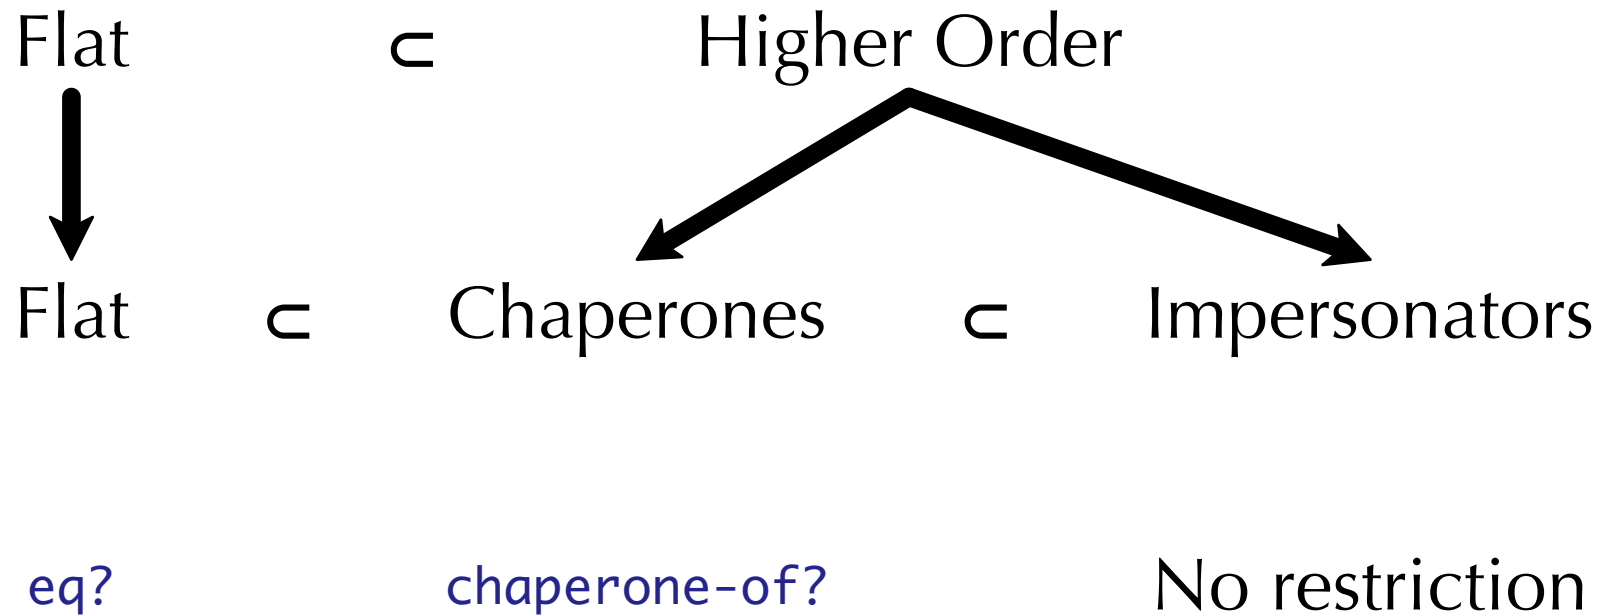 Flat ⊂ Higher Order
Flat ⊂ Chaperones ⊂ Impersonators
eq? chaperone-of? No restriction